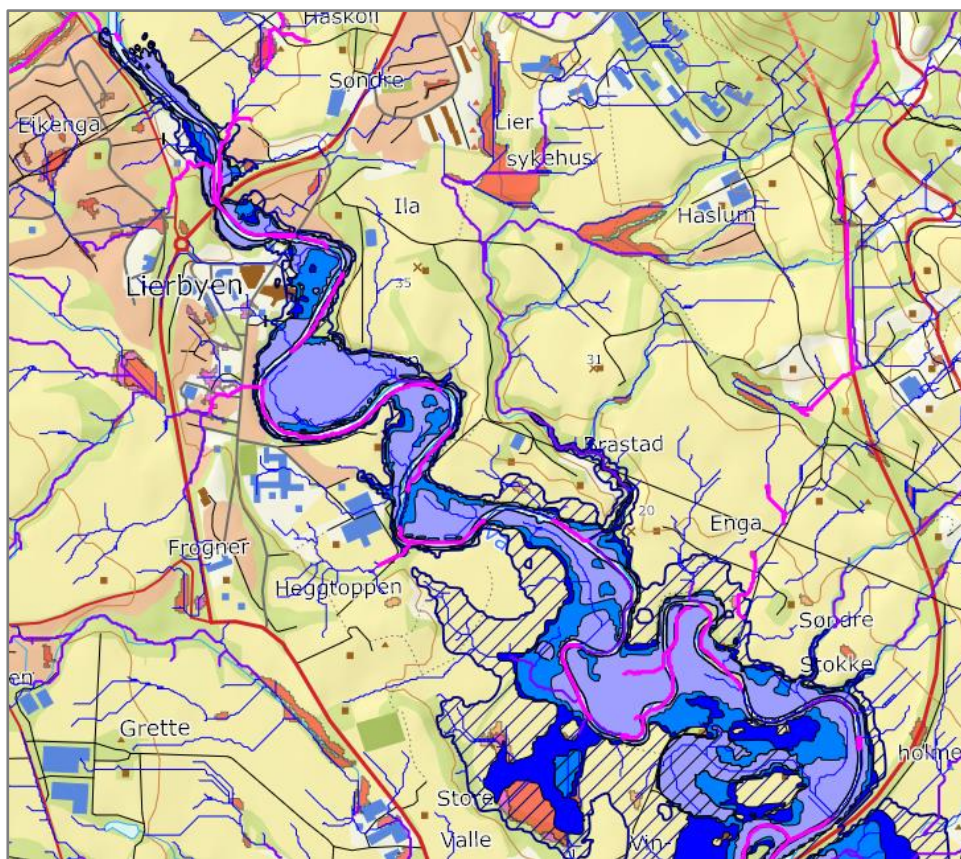 Haskoll
Søndre
Eikenga
Lier
sykehus
Ila
Haslum
Lierbyen
35
31
Brastad
20
Enga
Frogner
Heggtoppen
Søndre
Stokke
en
Grette
holme
Store
Valle
Vin-